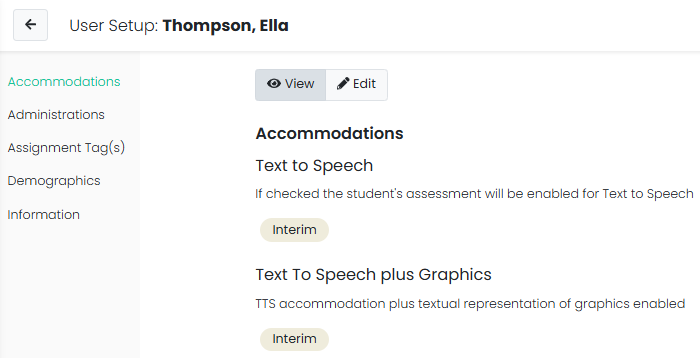 User Setup: Thompson, Ella
Accommodations
Administrations
Assignment Tag(s)
Demographics
Information
View
Edit
Accommodations
Text to Speech
If checked the student's assessment will be enabled for Text to Speech
Interim
Text To Speech plus Graphics
TTS accommodation plus textual representation of graphics enabled
Interim